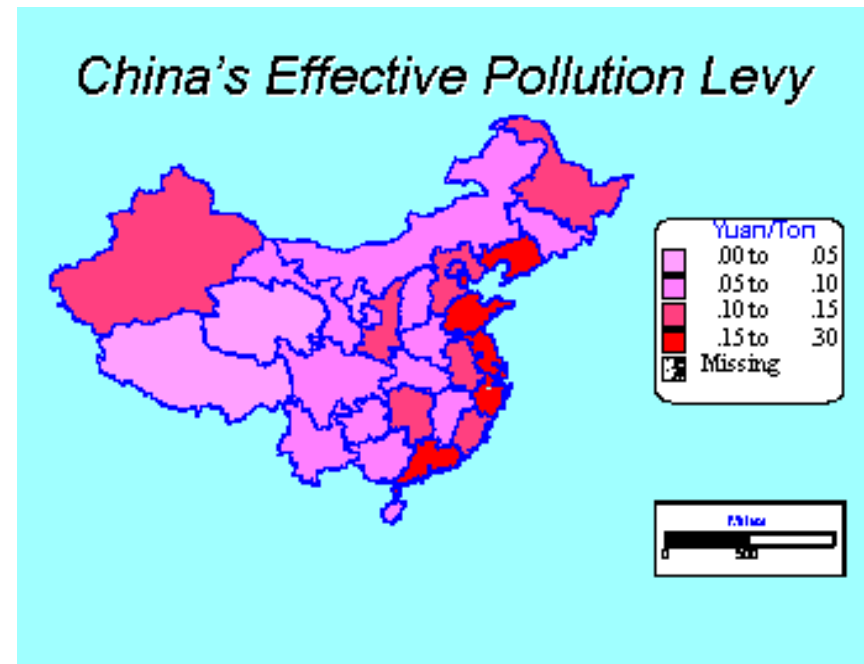 China's Effective Pollution Levy
Yuan/Ton
.00 to .05
.05 to .10
.10 to .15
.15 to .30
Missing
Miles
0 500